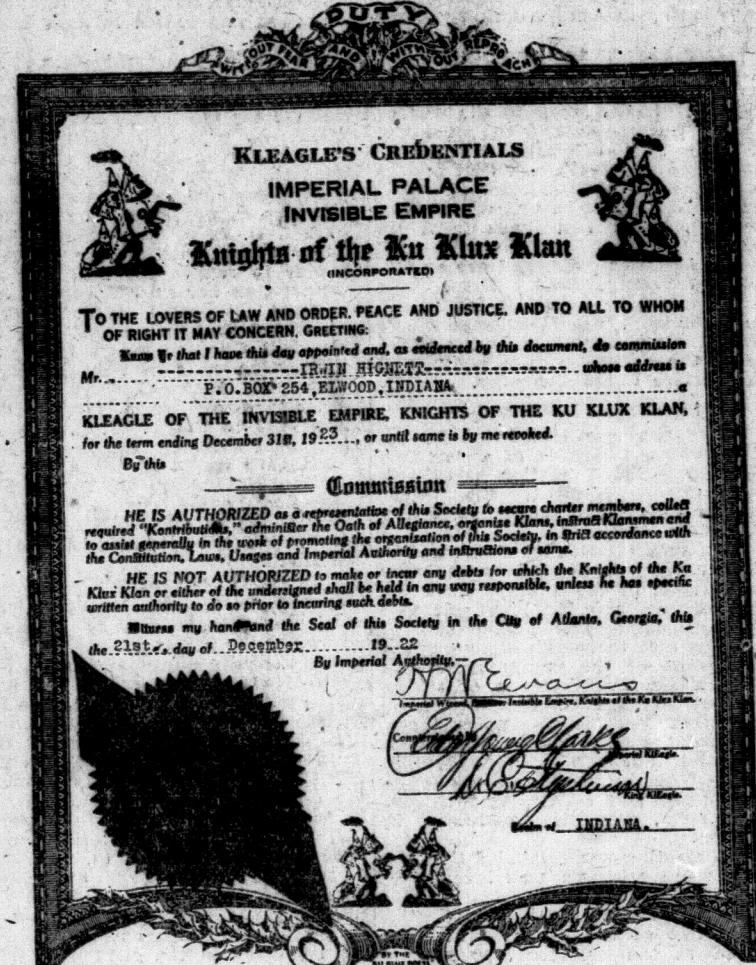 DUTY
WITHOUT FEAR AND WITHOUT REPROACH
KLEAGLE'S CREDENTIALS
IMPERIAL PALACE
INVISIBLE EMPIRE
Knights of the Ku Klux Klan
(INCORPORATED)
TO THE LOVERS OF LAW AND ORDER, PEACE AND JUSTICE, AND TO ALL TO WHOM
OF RIGHT IT MAY CONCERN, GREETING:
Know Ye that I have this day appointed and, as evidenced by this document, do commission
Mr. IRWIN HIGNETT whose address is
P.O.BOX 254, ELWOOD, INDIANA a
KLEAGLE OF THE INVISIBLE EMPIRE, KNIGHTS OF THE KU KLUX KLAN,
for the term ending December 31st, 1923, or until same is by me revoked.
By this
Commission
HE IS AUTHORIZED as a representative of this Society to secure charter members, collect
required "Kontributions," administer the Oath of Allegiance, organize Klans, instruct Klansmen and
to assist generally in the work of promoting the organization of this Society, in strict accordance with
the Constitution, Laws, Usages and Imperial Authority and instructions of same.
HE IS NOT AUTHORIZED to make or incur any debts for which the Knights of the Ku
Klux Klan or either of the undersigned shall be held in any way responsible, unless he has specific
written authority to do so prior to incuring such debts.
Witness my hand and the Seal of this Society in the City of Atlanta, Georgia, this
the 21st. day of December 1922
By Imperial Authority,
H W Evans
Imperial Wizard, Invisible Empire, Knights of the Ku Klux Klan.
Edw Young Clarke
Imperial KlEagle.
D. C. Stephenson
King KlEagle.
Realm of INDIANA.
BY THE